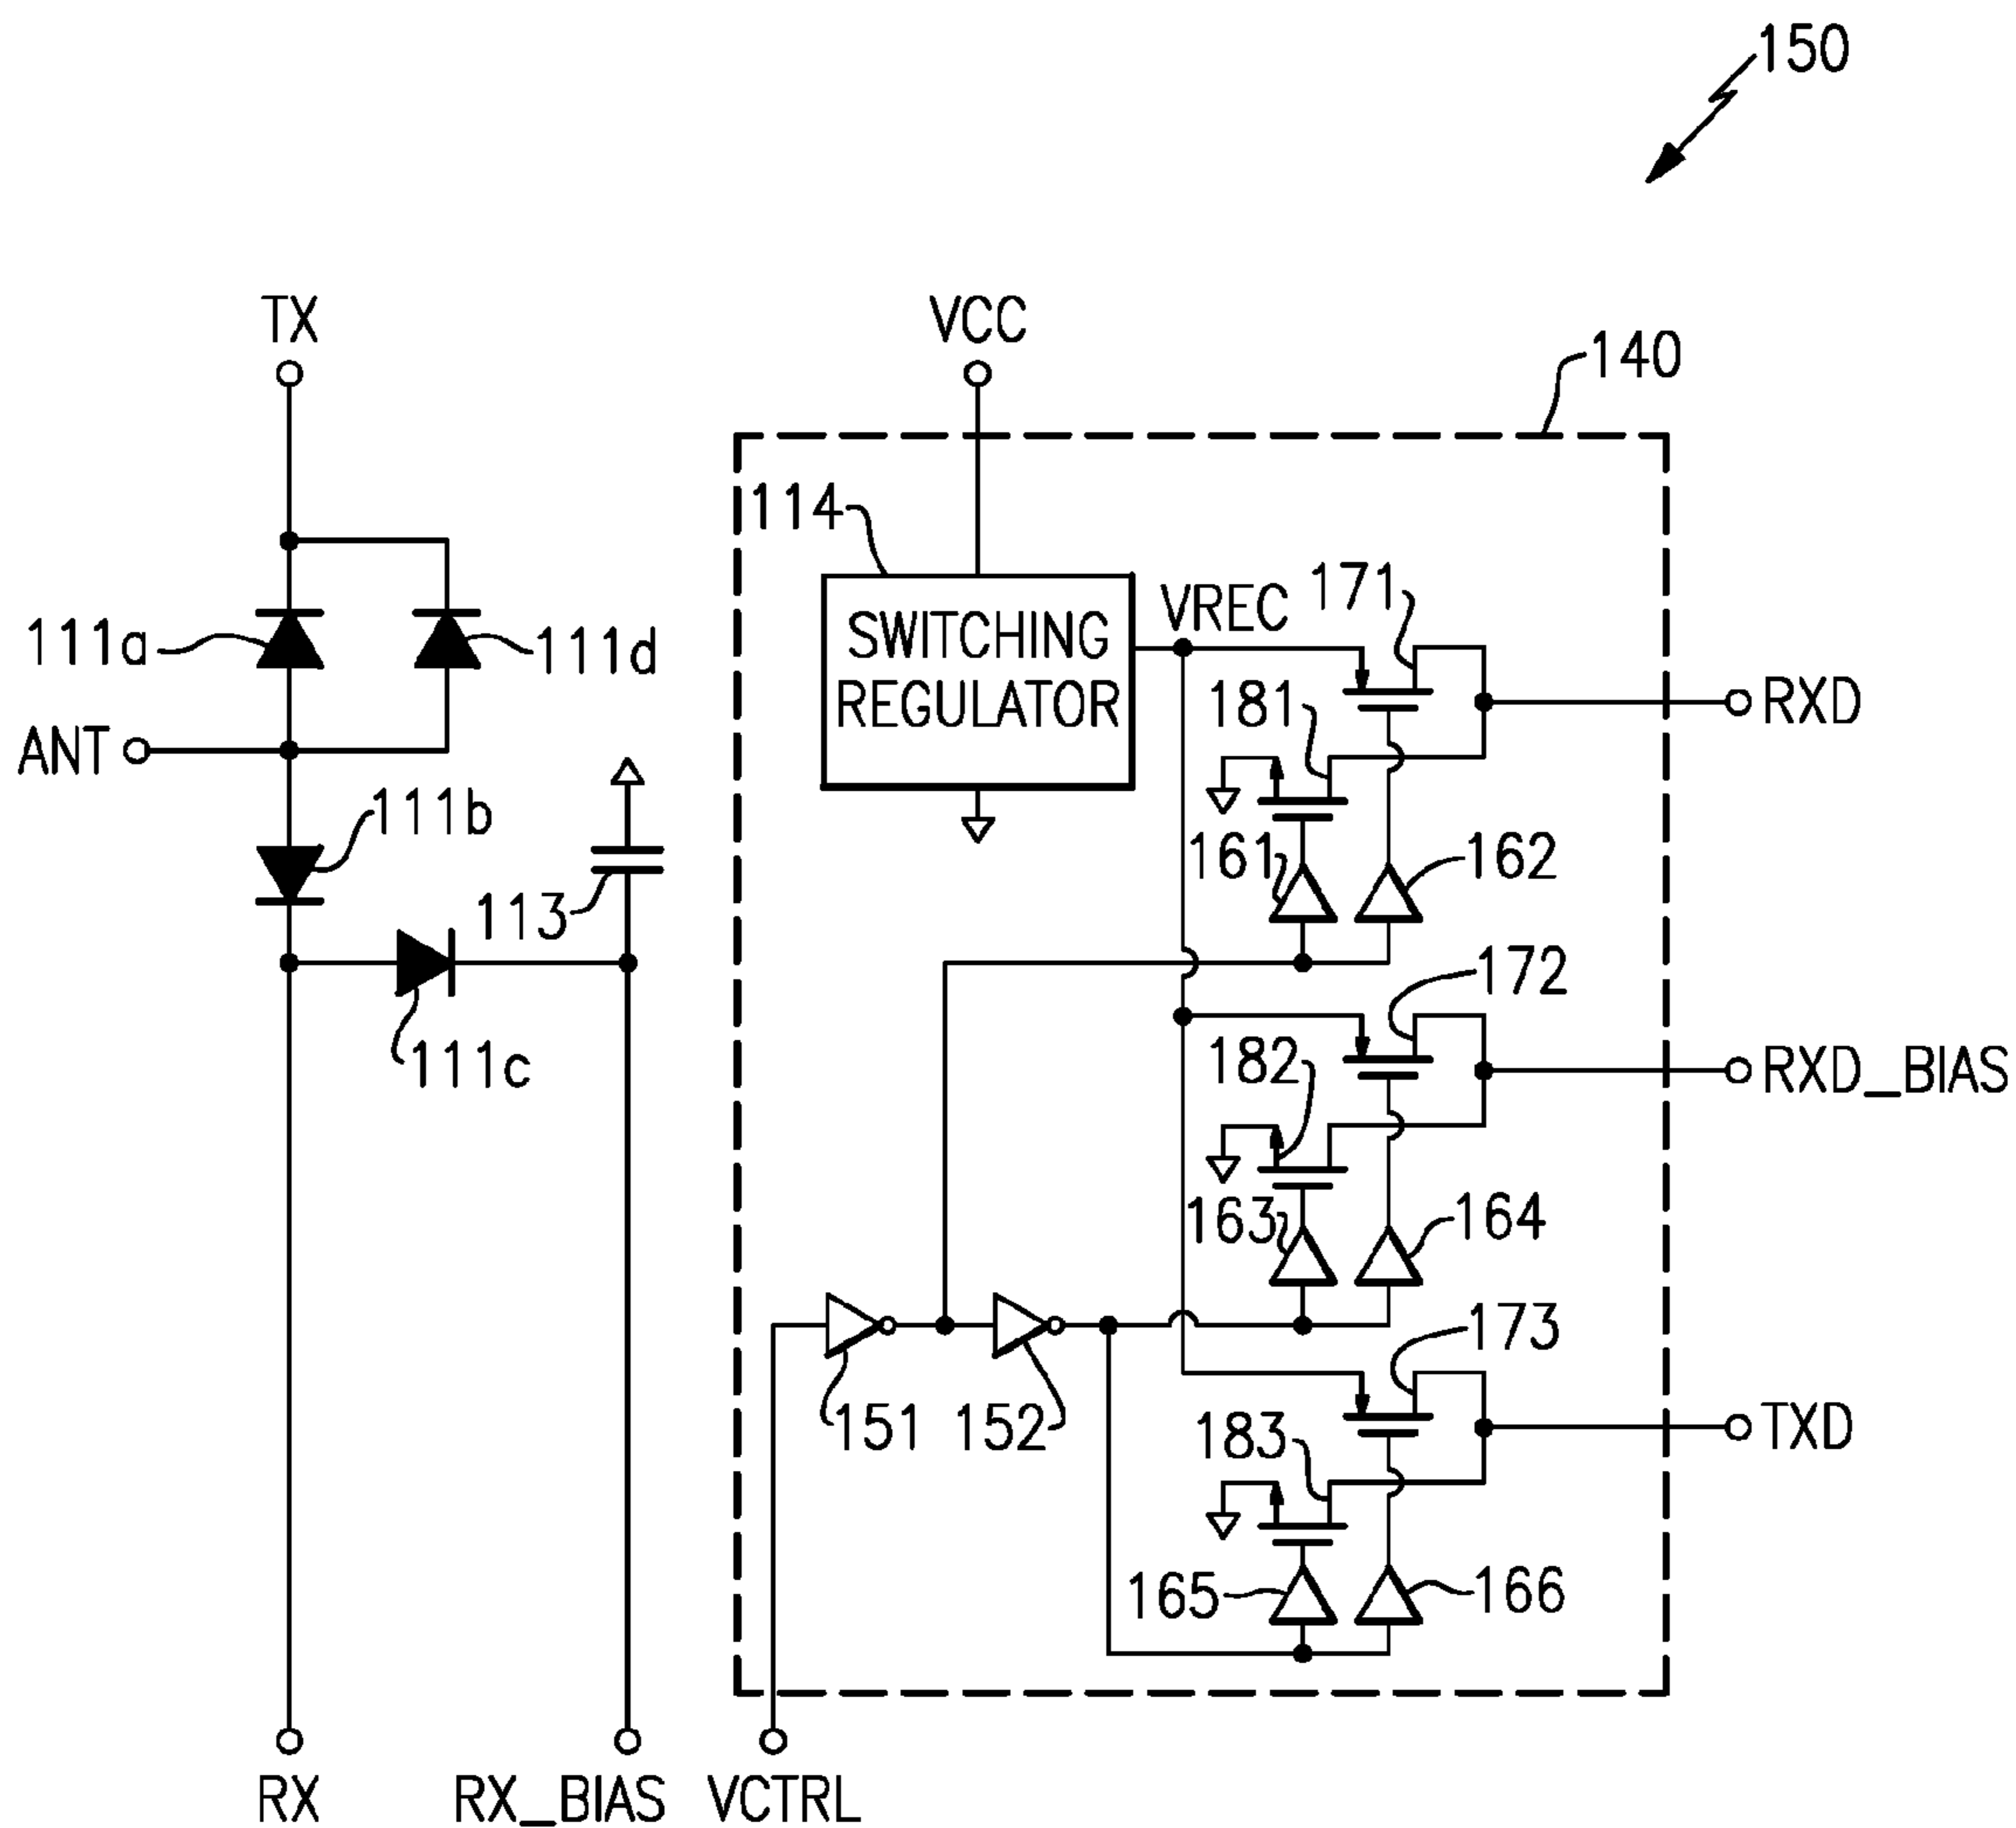 150
TX
VCC
140
114
SWITCHING
REGULATOR
VREC
171
111a
111d
181
RXD
ANT
111b
161
162
113
172
111c
182
RXD_BIAS
163
164
173
151
152
183
TXD
165
166
RX
RX_BIAS
VCTRL